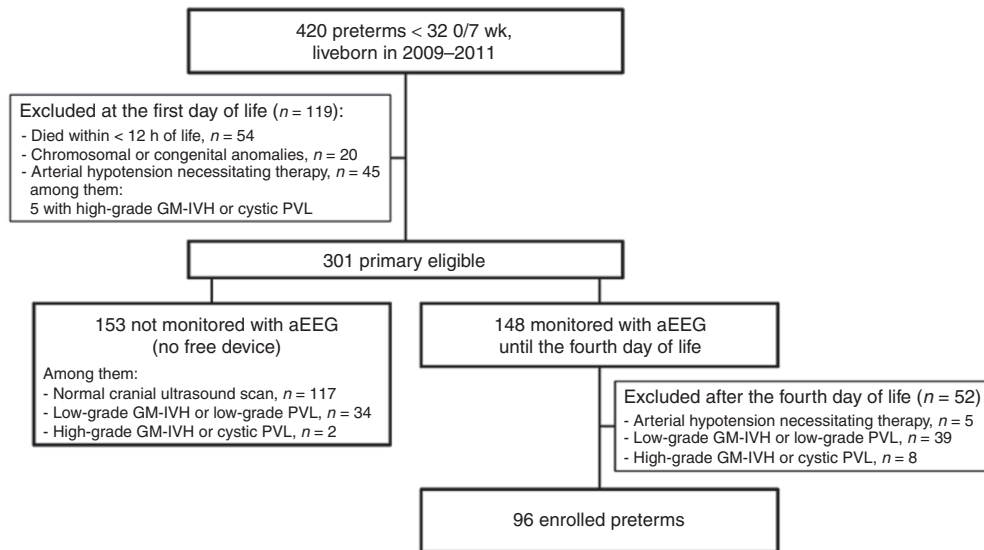 420 preterms < 32 0/7 wk,
liveborn in 2009–2011
Excluded at the first day of life (n = 119):
- Died within < 12 h of life, n = 54
- Chromosomal or congenital anomalies, n = 20
- Arterial hypotension necessitating therapy, n = 45
among them:
5 with high-grade GM-IVH or cystic PVL
301 primary eligible
153 not monitored with aEEG
(no free device)
Among them:
- Normal cranial ultrasound scan, n = 117
- Low-grade GM-IVH or low-grade PVL, n = 34
- High-grade GM-IVH or cystic PVL, n = 2
148 monitored with aEEG
until the fourth day of life
Excluded after the fourth day of life (n = 52)
- Arterial hypotension necessitating therapy, n = 5
- Low-grade GM-IVH or low-grade PVL, n = 39
- High-grade GM-IVH or cystic PVL, n = 8
96 enrolled preterms